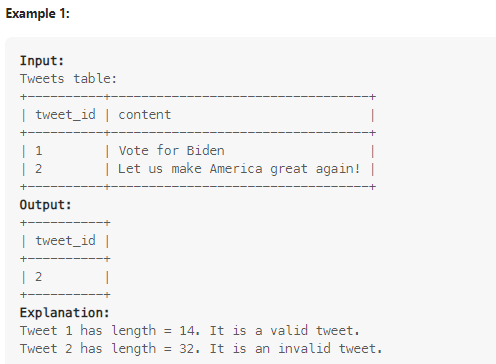 Example 1:
Input:
Tweets table:
+----------+----------------------------------+
| tweet_id | content                          |
+----------+----------------------------------+
| 1        | Vote for Biden                   |
| 2        | Let us make America great again! |
+----------+----------------------------------+
Output:
+----------+
| tweet_id |
+----------+
| 2        |
+----------+
Explanation:
Tweet 1 has length = 14. It is a valid tweet.
Tweet 2 has length = 32. It is an invalid tweet.